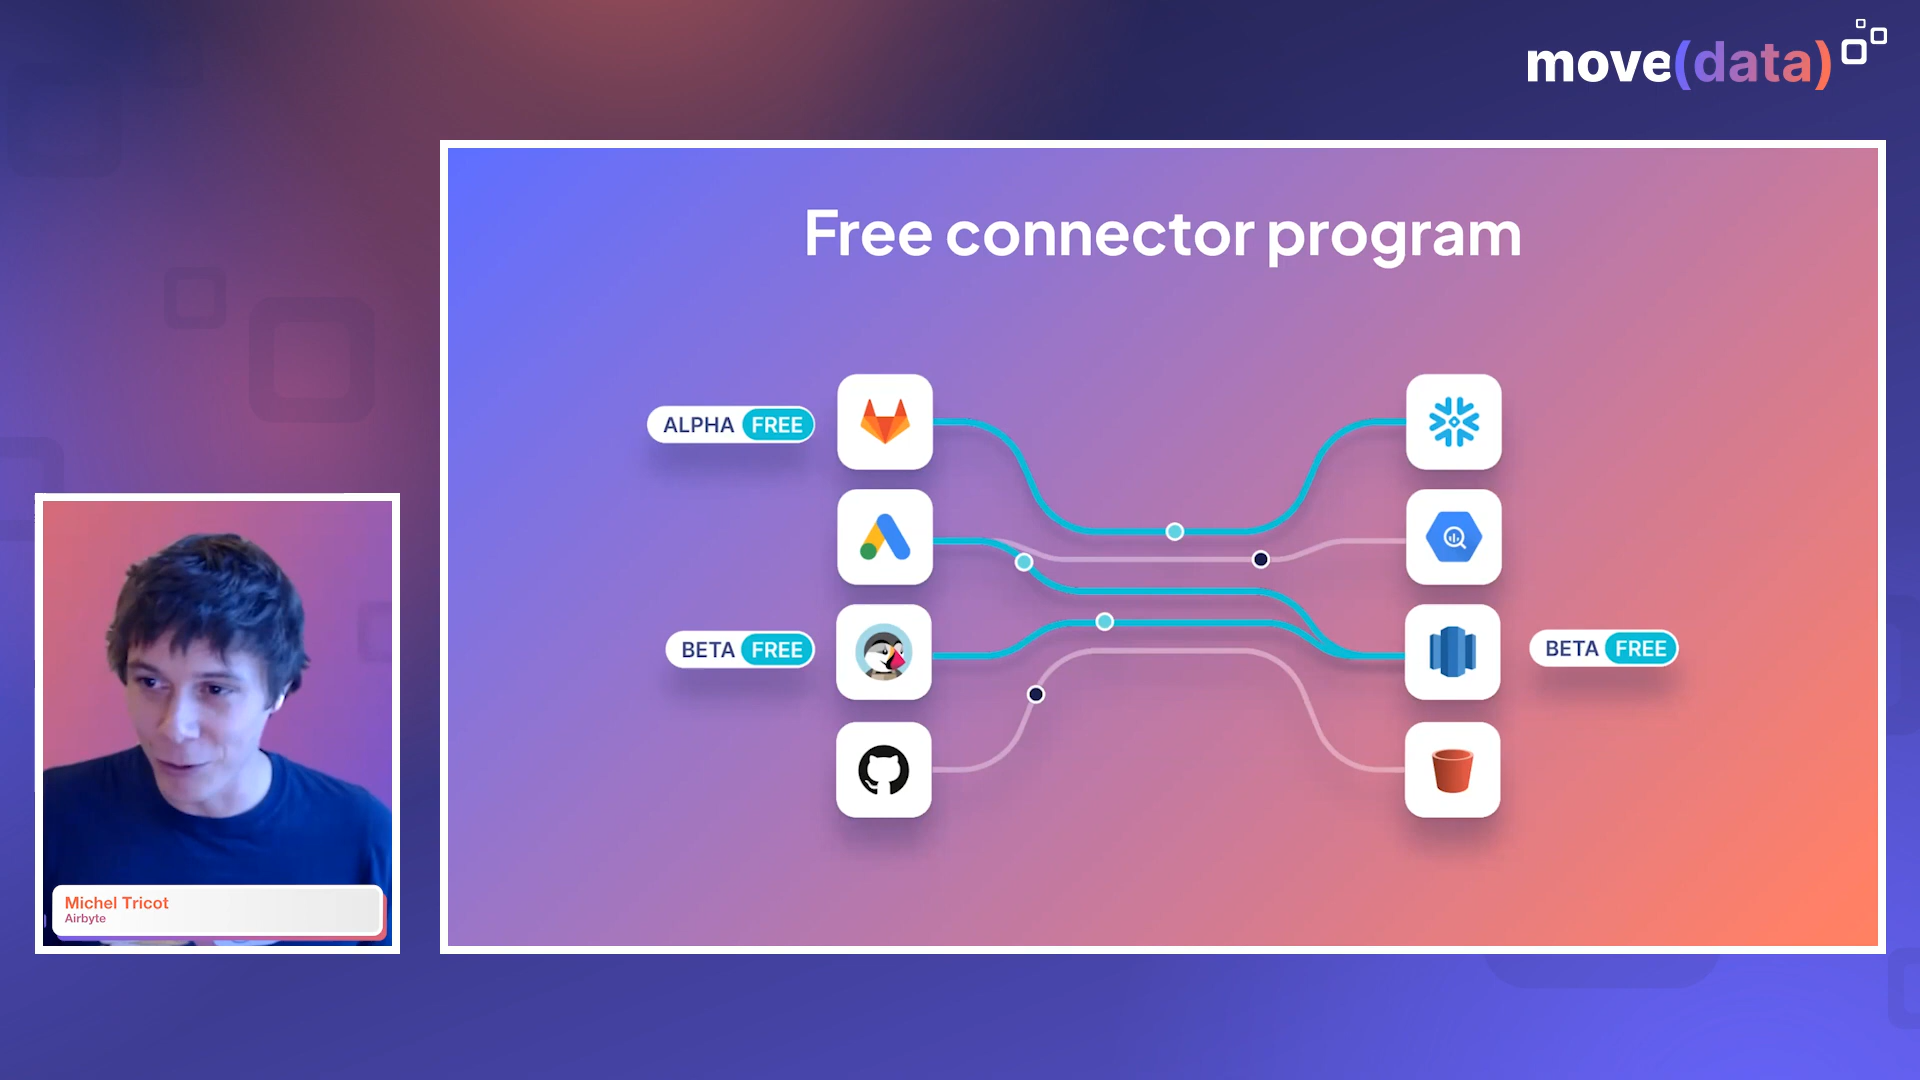 move(data)
Free connector program
ALPHA FREE
BETA FREE
BETA FREE
Michel Tricot
Airbyte